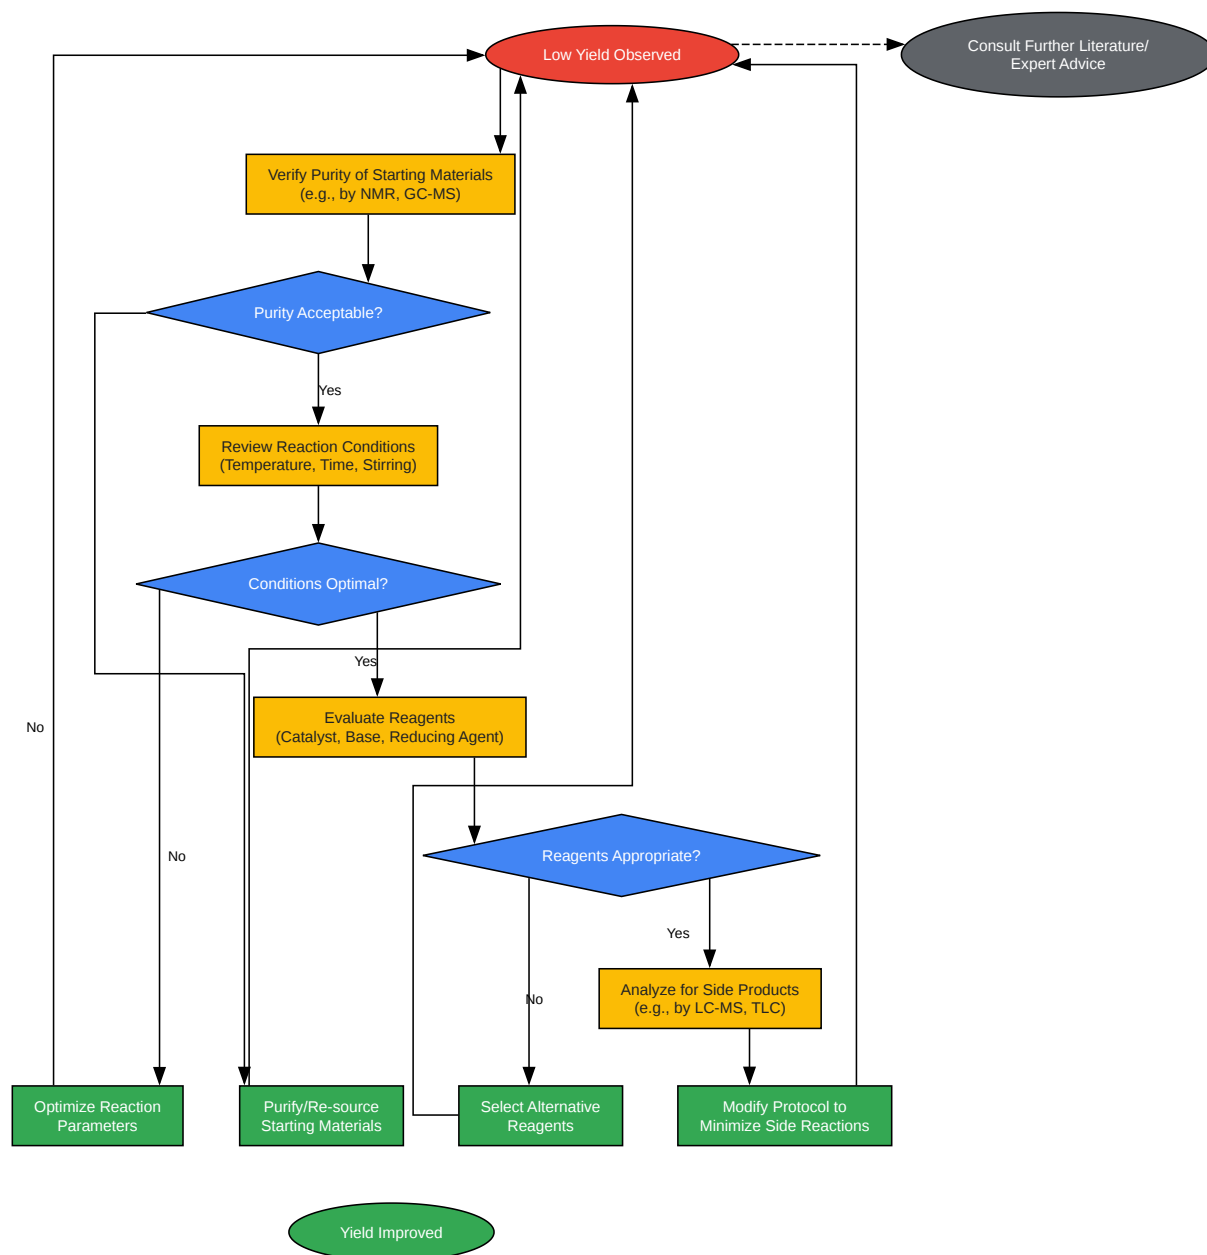 Low Yield Observed
Consult Further Literature/
Expert Advice
Verify Purity of Starting Materials
(e.g., by NMR, GC-MS)
Purity Acceptable?
Yes
Review Reaction Conditions
(Temperature, Time, Stirring)
Conditions Optimal?
Yes
Evaluate Reagents
(Catalyst, Base, Reducing Agent)
No
No
Reagents Appropriate?
Yes
No
Analyze for Side Products
(e.g., by LC-MS, TLC)
Optimize Reaction
Parameters
Purify/Re-source
Starting Materials
Select Alternative
Reagents
Modify Protocol to
Minimize Side Reactions
Yield Improved